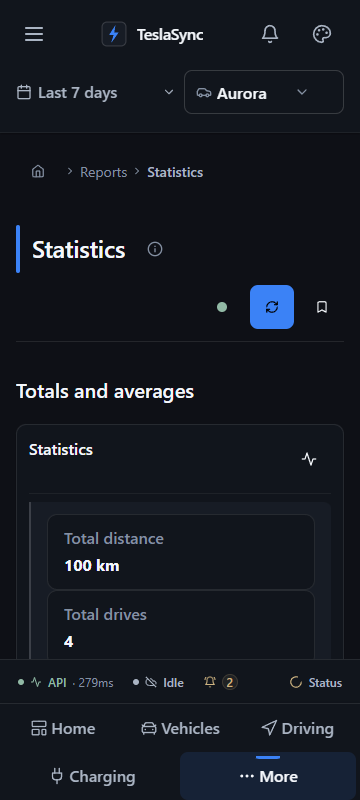 TeslaSync
Last 7 days
Aurora
Reports
Statistics
Statistics
Totals and averages
Statistics
Total distance
100 km
Total drives
4
API · 279ms
Idle
2
Status
Home
Vehicles
Driving
Charging
More